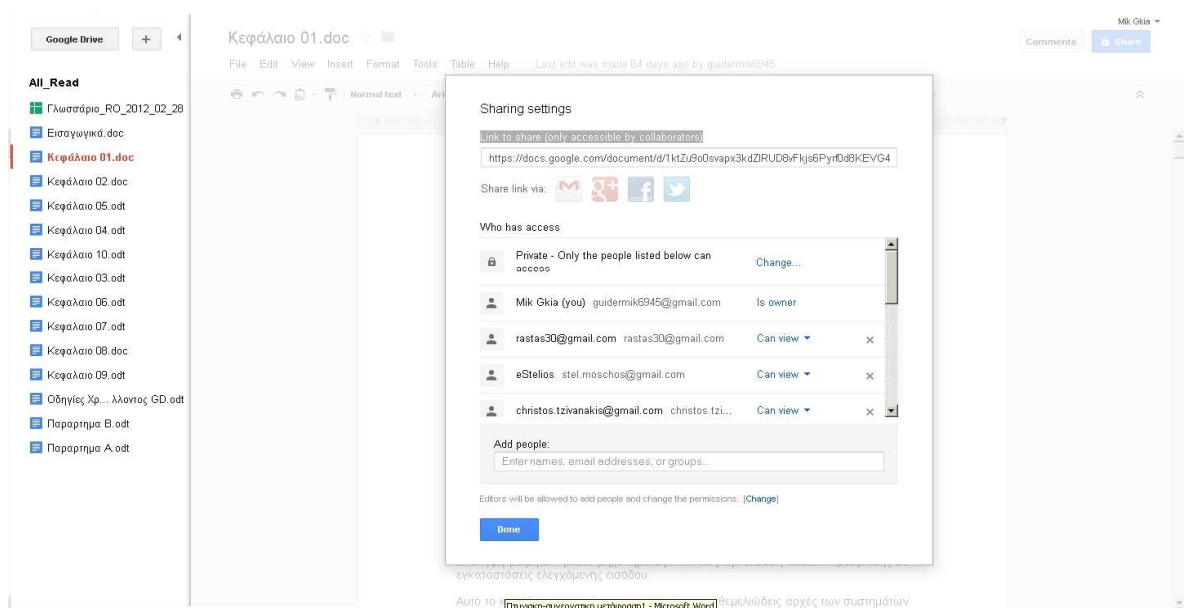 Mik Gkia
Google Drive +
Κεφάλαιο 01.doc
Comments Share
File Edit View Insert Format Tools Table Help Last edit was made 64 days ago by guidermik6945
Normal text Ari
All_Read
Γλωσσάριο_RO_2012_02_28
Εισαγωγικά.doc
Κεφάλαιο 01.doc
Κεφάλαιο 02.doc
Κεφάλαιο 05.odt
Κεφάλαιο 04.odt
Κεφάλαιο 10.odt
Κεφάλαιο 03.odt
Κεφάλαιο 06.odt
Κεφαλαιο 07.odt
Κεφαλαιο 08.doc
Κεφαλαιο 09.odt
Οδηγίες Χρ... λλοντος GD.odt
Παραρτημα Β.odt
Παραρτημα Α.odt
Sharing settings
Link to share (only accessible by collaborators)
Share link via:
Who has access
Private - Only the people listed below can
access
Change...
Mik Gkia (you) guidermik6945@gmail.com Is owner
rastas30@gmail.com rastas30@gmail.com Can view
eStelios stel.moschos@gmail.com Can view
christos.tzivanakis@gmail.com christos.tzi... Can view
Add people:
Enter names, email addresses, or groups...
Editors will be allowed to add people and change the permissions. [Change]
Done
εγκαταστάσεις ελεγχόμενης εισόδου.
Αυτό το θεμελιώδεις αρχές των συστημάτων
Πτυχιακη-συνεργατικη μετάφραση1 - Microsoft Word